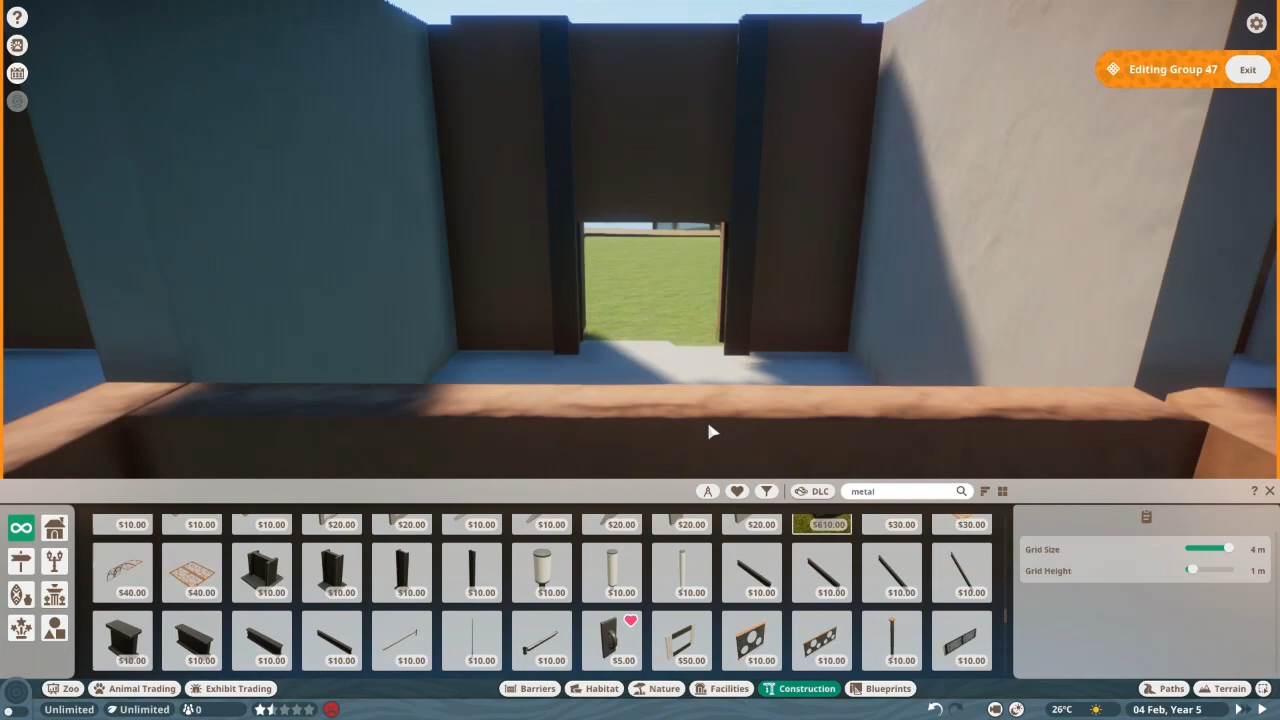 ?
Editing Group 47 Exit
DLC metal ?
$10.00 $10.00 $10.00 $20.00 $20.00 $10.00 $10.00 $20.00 $20.00 $20.00 $610.00 $30.00 $30.00
Grid Size 4 m
Grid Height 1 m
$40.00 $40.00 $10.00 $10.00 $10.00 $10.00 $10.00 $10.00 $10.00 $10.00 $10.00 $10.00 $10.00
$10.00 $10.00 $10.00 $10.00 $10.00 $10.00 $10.00 $5.00 $50.00 $10.00 $10.00 $10.00 $10.00
Zoo Animal Trading Exhibit Trading Barriers Habitat Nature Facilities Construction Blueprints Paths Terrain
Unlimited Unlimited 0 26°C 04 Feb, Year 5